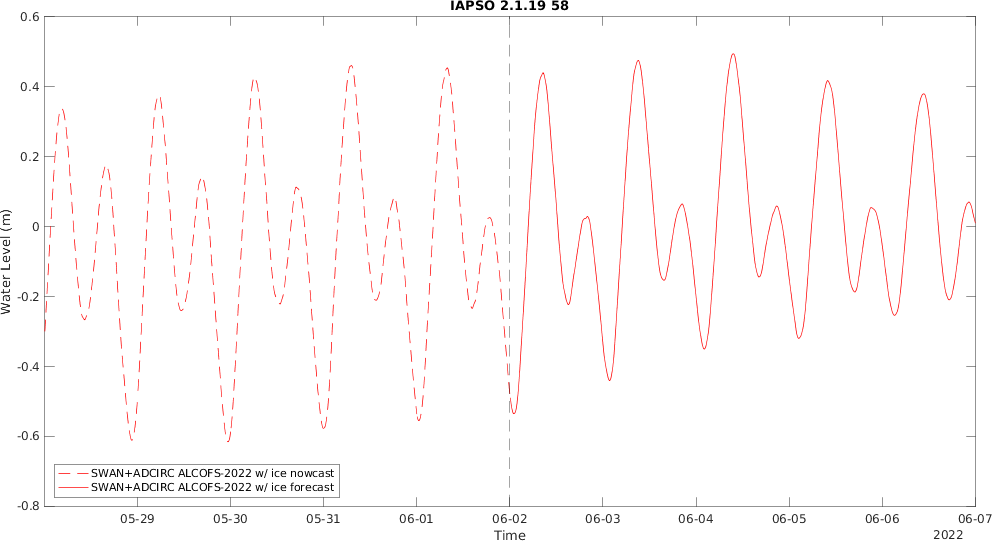 IAPSO 2.1.19 58
Water Level (m)
0.6
0.4
0.2
0
-0.2
-0.4
-0.6
-0.8
SWAN+ADCIRC ALCOFS-2022 w/ ice nowcast
SWAN+ADCIRC ALCOFS-2022 w/ ice forecast
05-29 05-30 05-31 06-01 06-02 06-03 06-04 06-05 06-06 06-07
Time
2022